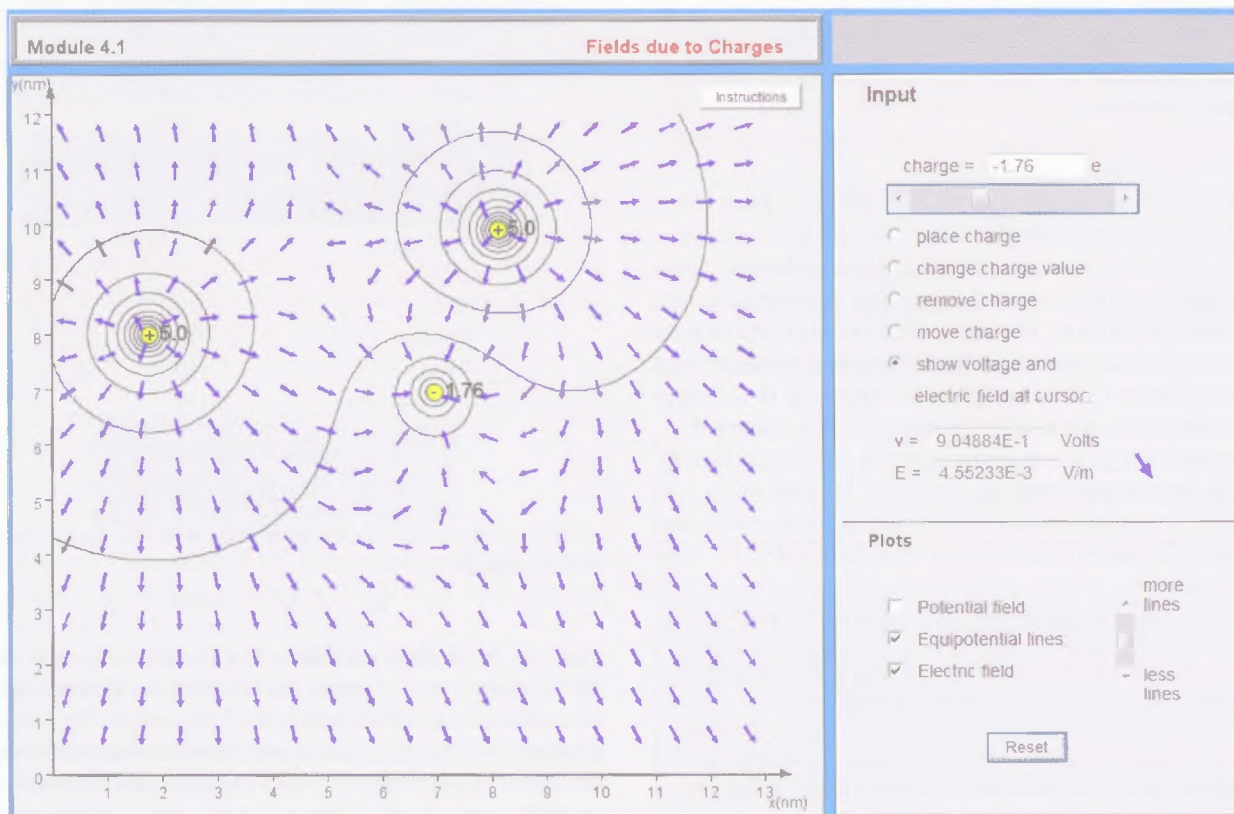 Module 4.1
Fields due to Charges
y(nm)
Instructions
12
11
10
9
8
7
6
5
4
3
2
1
0
+ 5.0
+ 5.0
- 1.76
1 2 3 4 5 6 7 8 9 10 11 12 13
x(nm)
Input
charge = -1.76 e
place charge
change charge value
remove charge
move charge
show voltage and
electric field at cursor:
v = 9.04884E-1 Volts
E = 4.55233E-3 V/m
Plots
more
lines
Potential field
Equipotential lines:
Electric field
less
lines
Reset